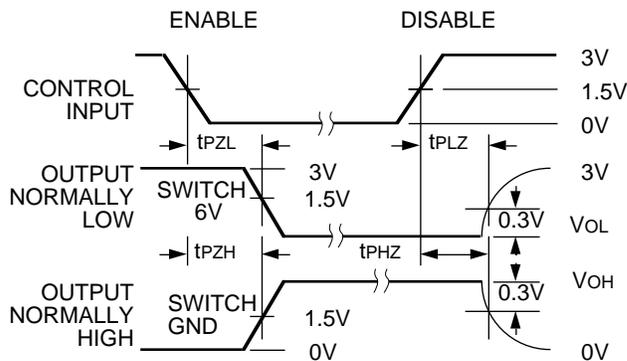 ENABLE DISABLE
3V
CONTROL INPUT 1.5V
0V
tPZL tPLZ
OUTPUT NORMALLY LOW
SWITCH 6V
3V
1.5V
3V
0.3V
VOL
tPZH tPHZ
VOH
OUTPUT NORMALLY HIGH
SWITCH GND
0.3V
1.5V
0V
0V